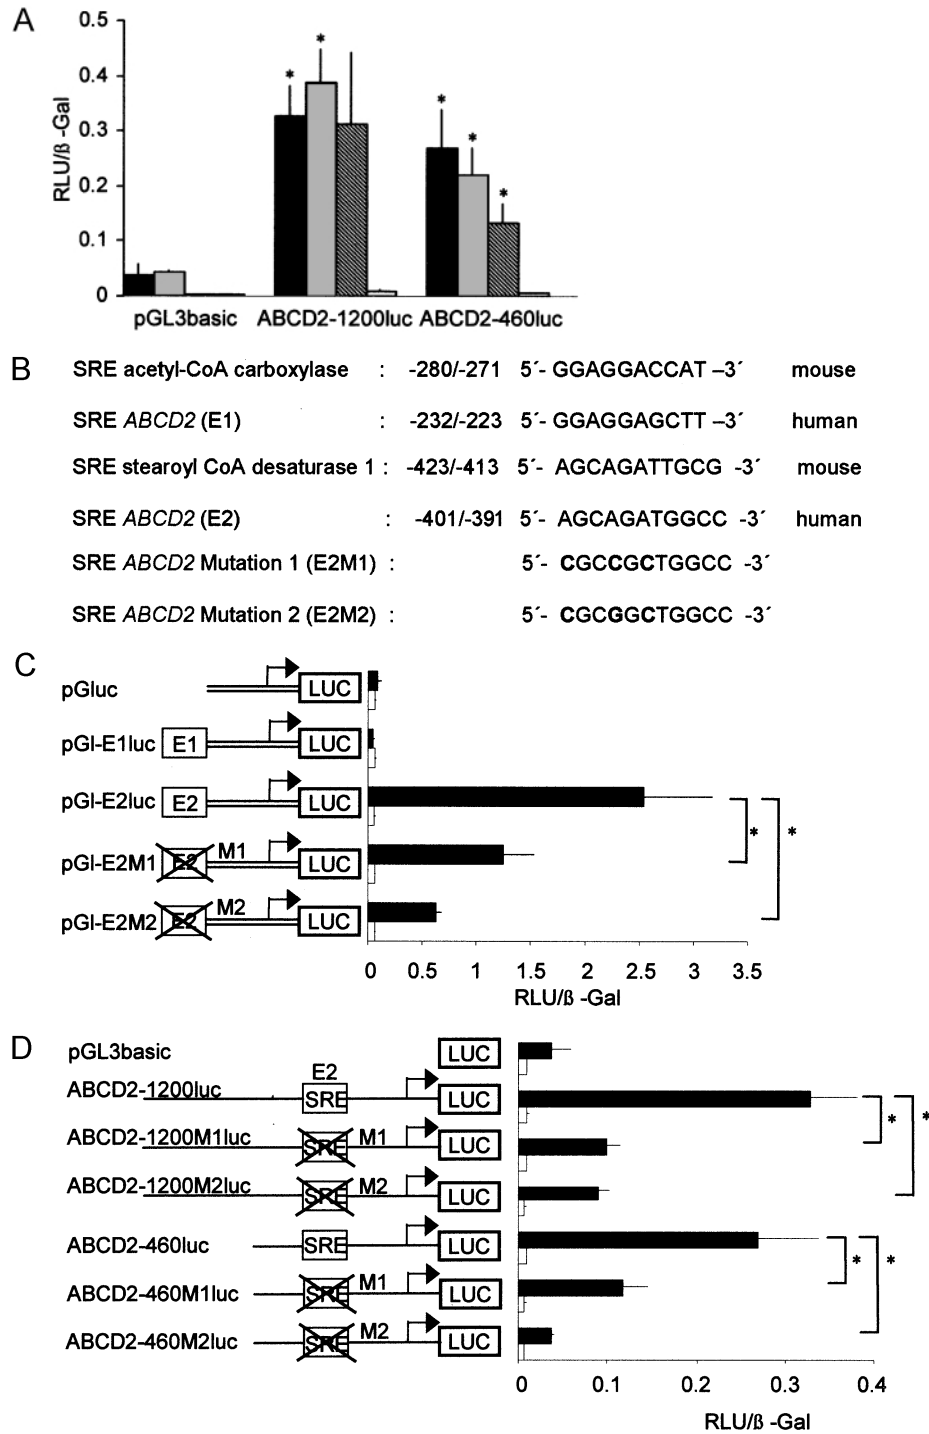 A
0.5
0.4
0.3
0.2
0.1
0
RLU/ß -Gal
* * * * *
pGL3basic ABCD2-1200luc ABCD2-460luc
B
SRE acetyl-CoA carboxylase : -280/-271 5´- GGAGGACCAT –3´ mouse
SRE ABCD2 (E1) : -232/-223 5´- GGAGGAGCTT –3´ human
SRE stearoyl CoA desaturase 1 : -423/-413 5´- AGCAGATTGCG -3´ mouse
SRE ABCD2 (E2) : -401/-391 5´- AGCAGATGGCC -3´ human
SRE ABCD2 Mutation 1 (E2M1) : 5´- CGCCGCTGGCC -3´
SRE ABCD2 Mutation 2 (E2M2) : 5´- CGCGGCTGGCC -3´
C
pGluc LUC
pGl-E1luc E1 LUC
pGl-E2luc E2 LUC
pGl-E2M1 E2 M1 LUC
pGl-E2M2 E2 M2 LUC
* *
0 0.5 1 1.5 2 2.5 3 3.5
RLU/ß -Gal
D
pGL3basic LUC
E2
ABCD2-1200luc SRE LUC
ABCD2-1200M1luc SRE M1 LUC
ABCD2-1200M2luc SRE M2 LUC
* *
ABCD2-460luc SRE LUC
ABCD2-460M1luc SRE M1 LUC
ABCD2-460M2luc SRE M2 LUC
* *
0 0.1 0.2 0.3 0.4
RLU/ß -Gal